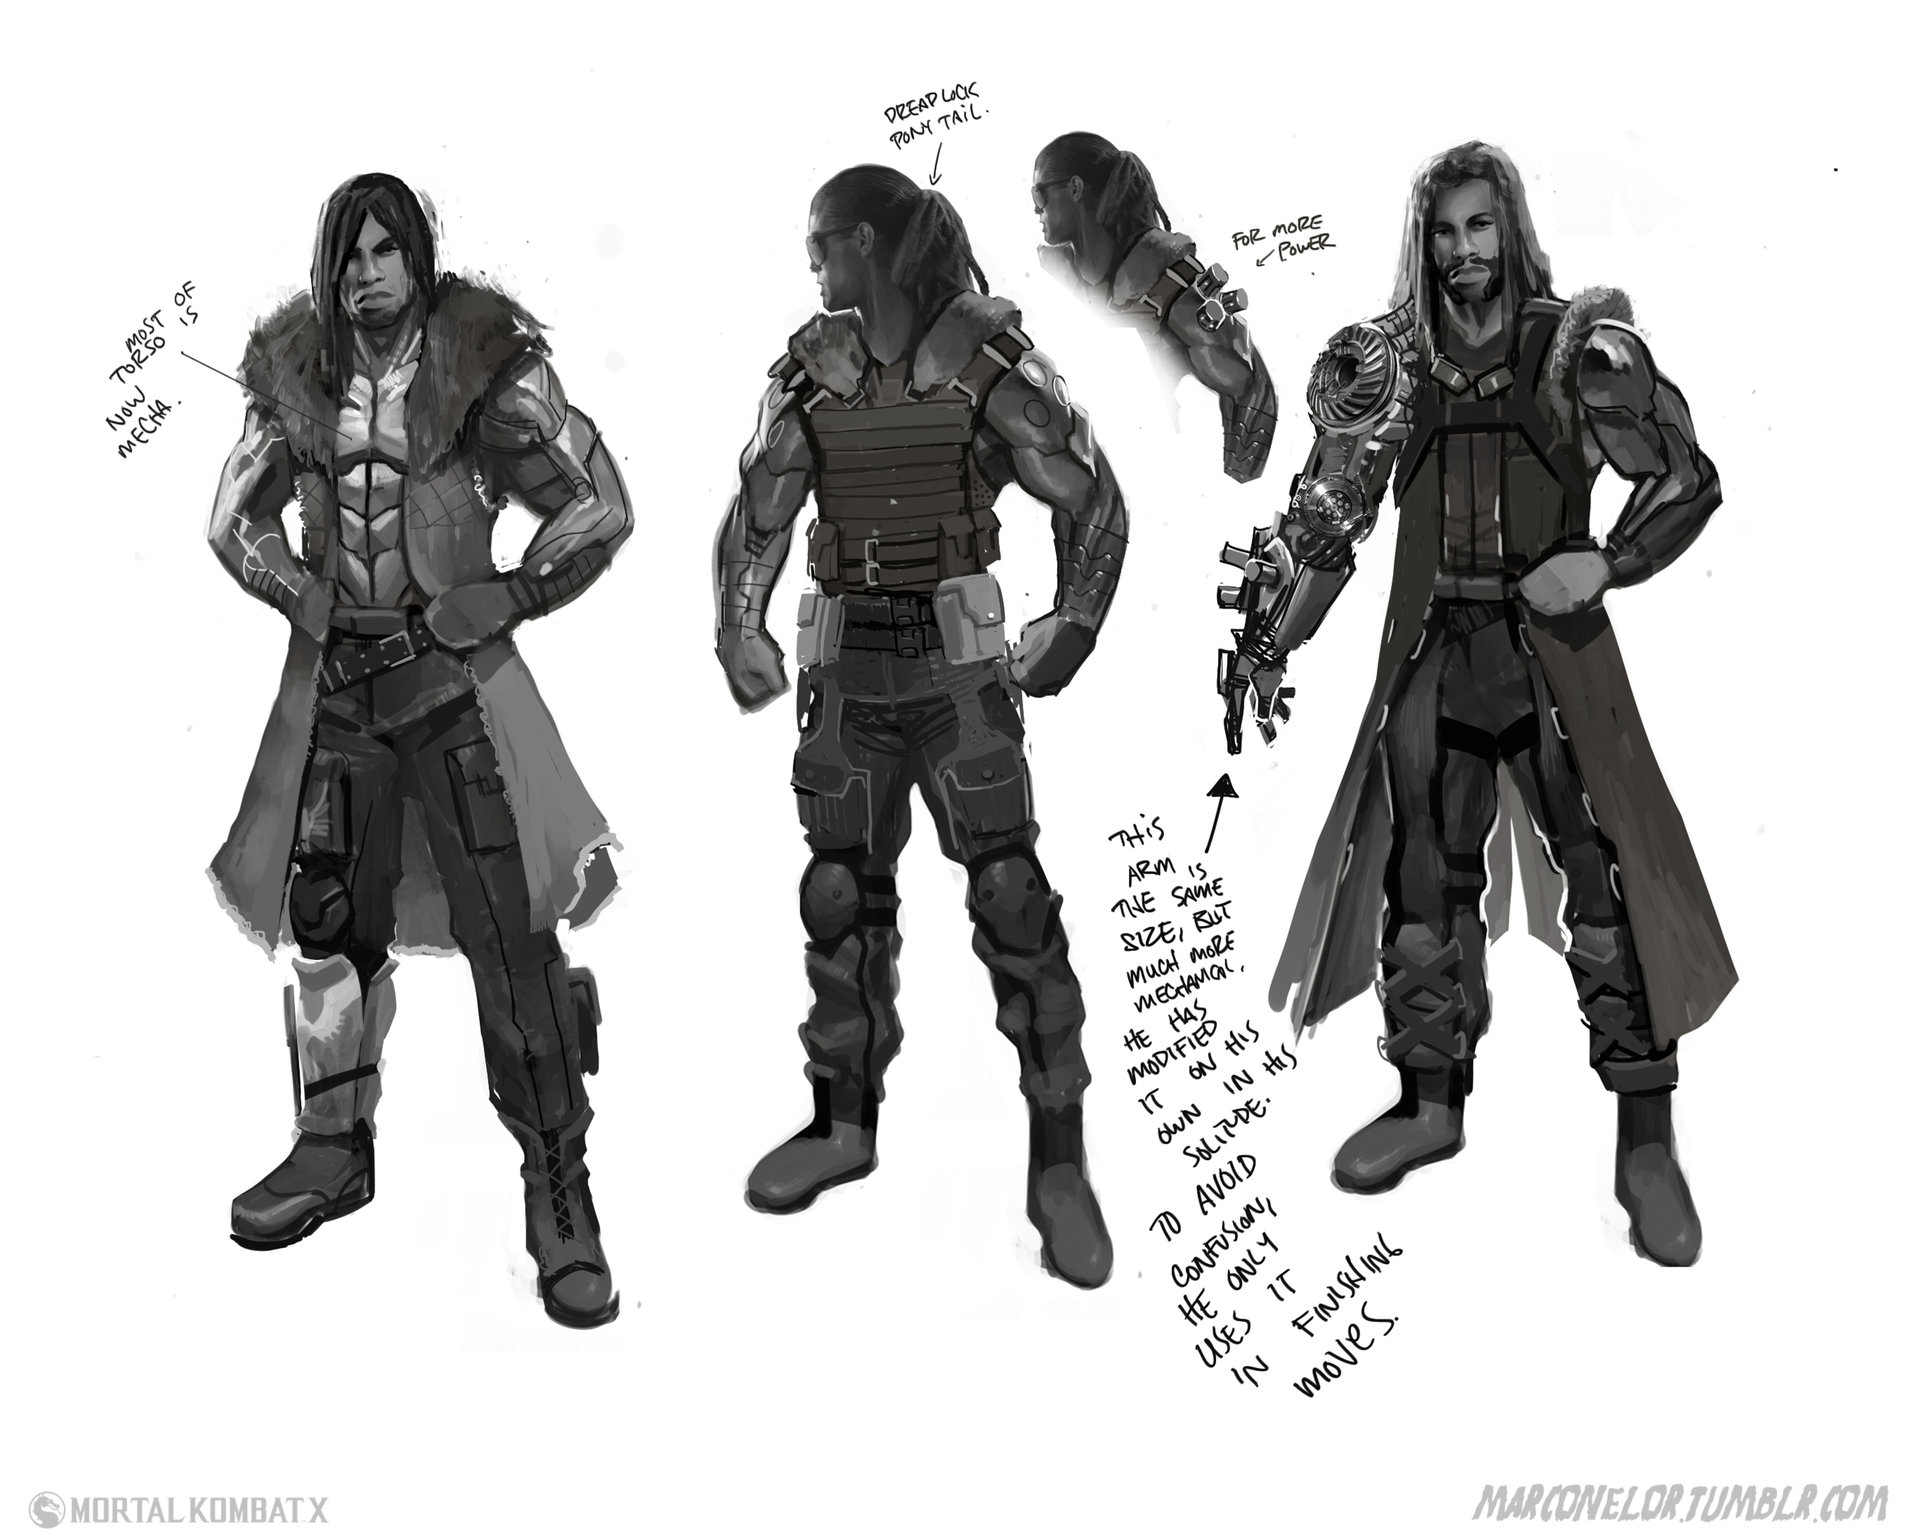 DREADLOCK
PONY TAIL.
FOR MORE
POWER
MOST OF
TORSO IS
NOW
MECHA.
THIS
ARM IS
THE SAME
SIZE, BUT
MUCH MORE
MECHANICAL.
HE HAS
MODIFIED
IT ON HIS
OWN IN HIS
SOLITUDE.
TO AVOID
CONFUSION,
HE ONLY
USES IT
IN FINISHING
MOVES.
MORTAL KOMBAT X
MARCONELOR.TUMBLR.COM